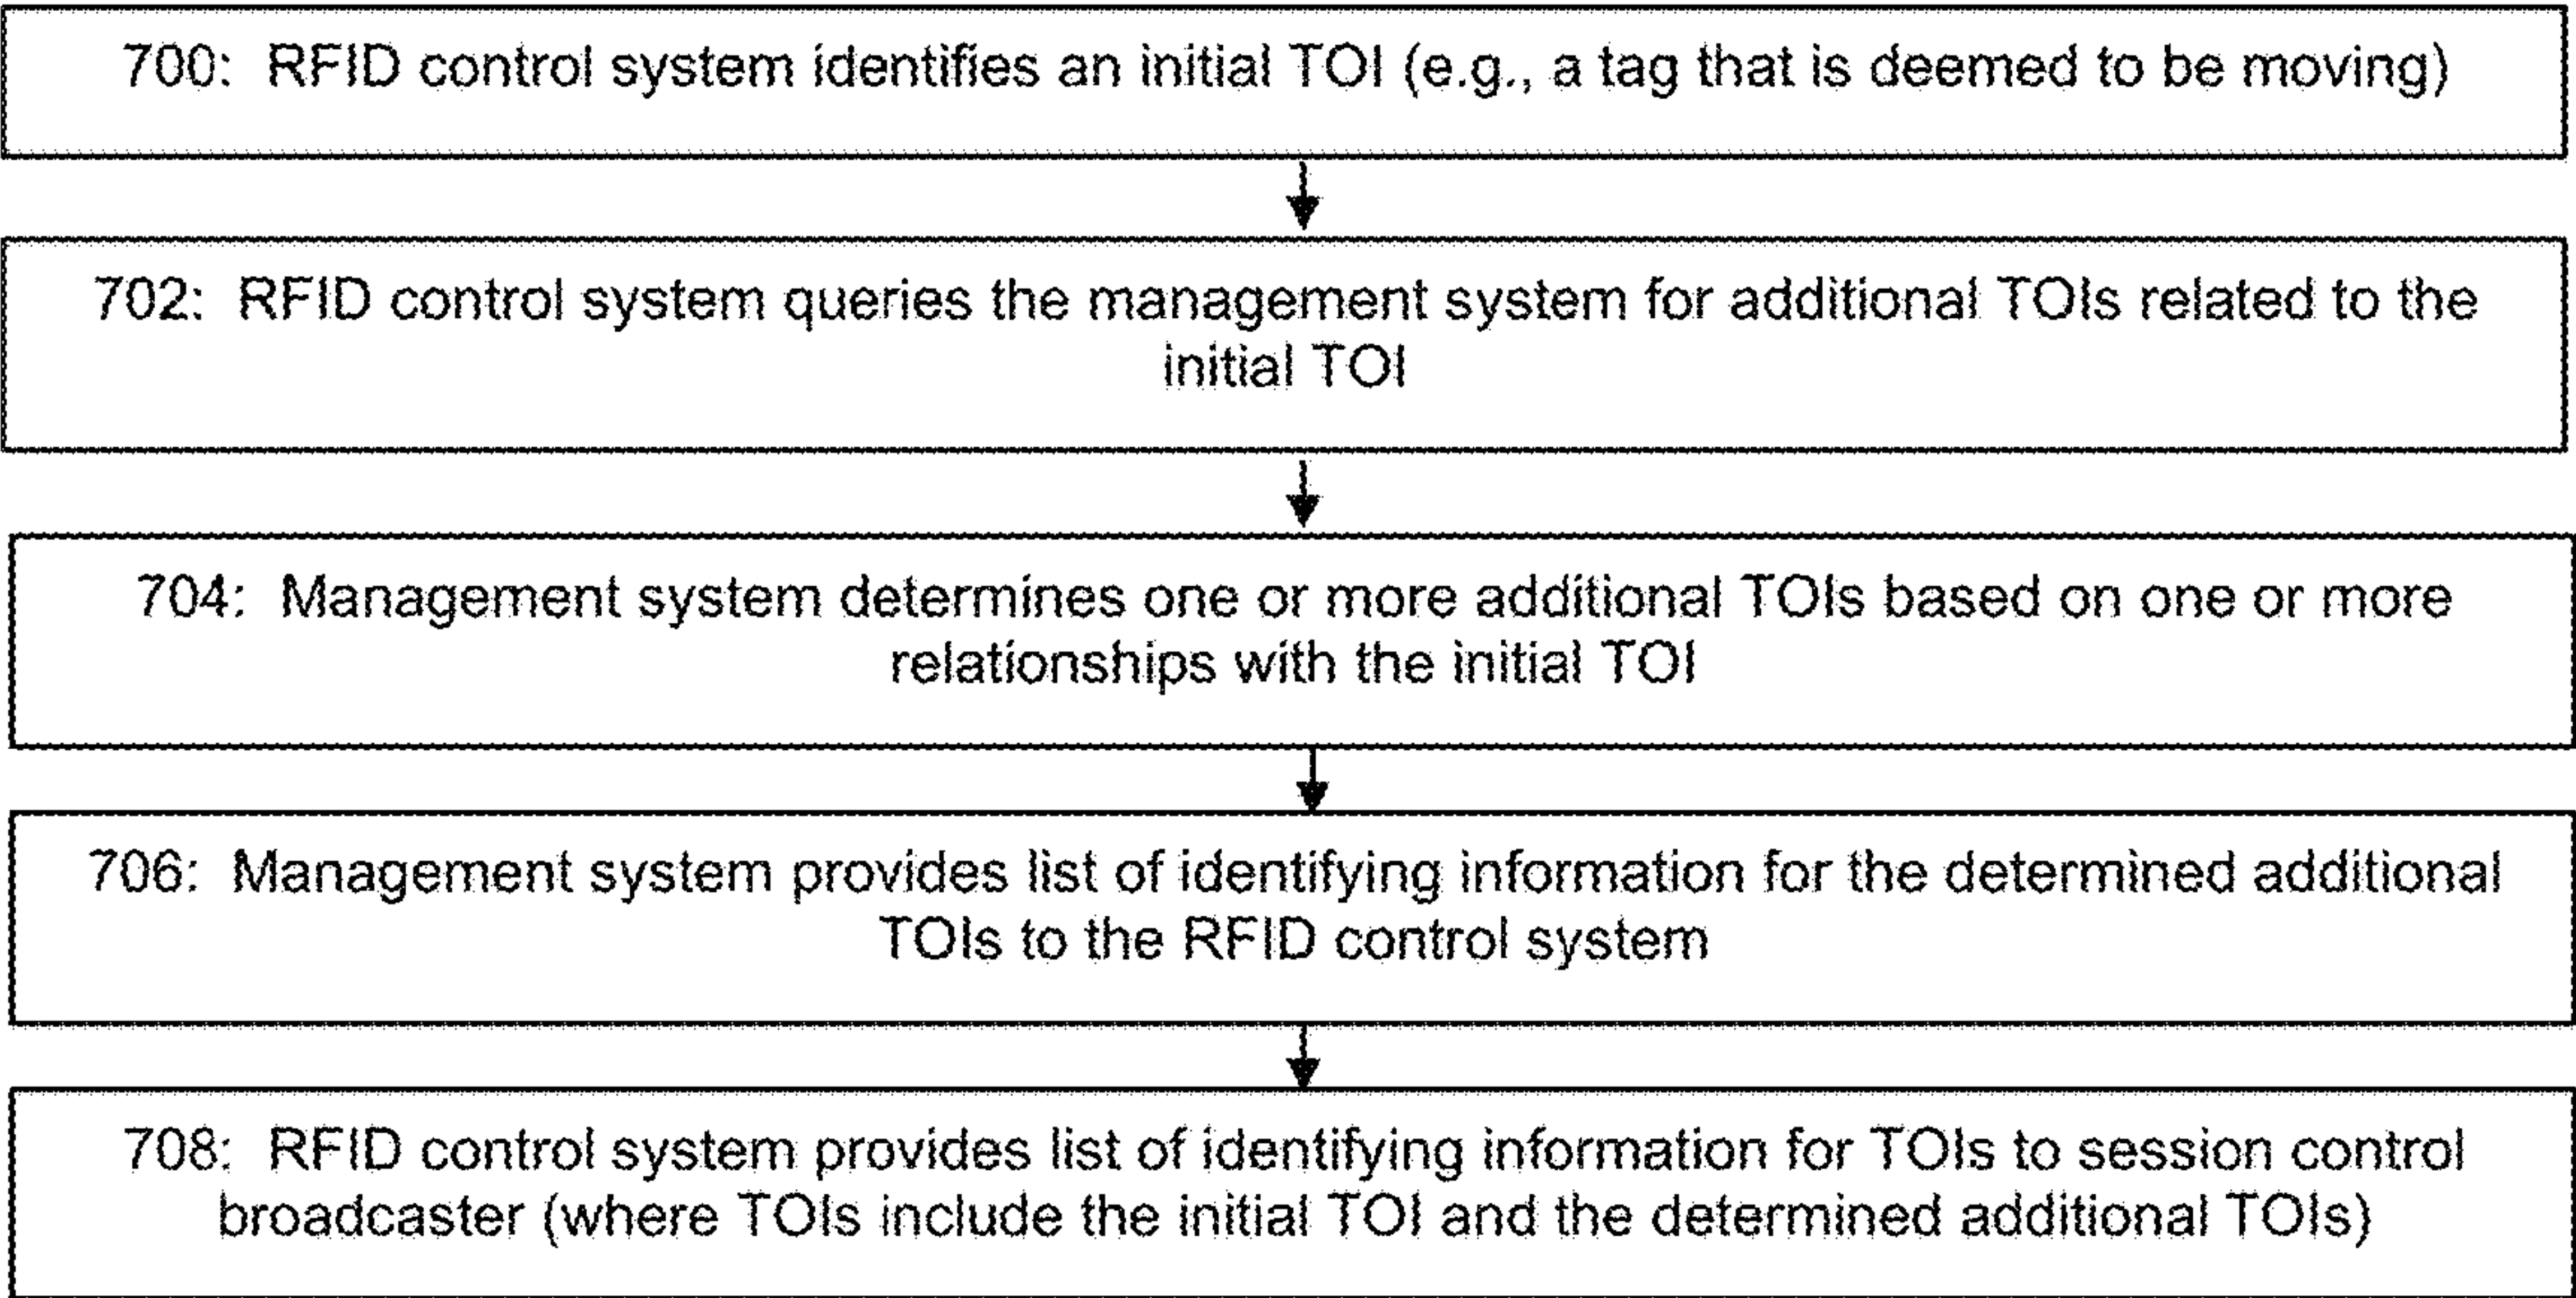 700: RFID control system identifies an initial TOI (e.g., a tag that is deemed to be moving)
702: RFID control system queries the management system for additional TOIs related to the
initial TOI
704: Management system determines one or more additional TOIs based on one or more
relationships with the initial TOI
706: Management system provides list of identifying information for the determined additional
TOIs to the RFID control system
708: RFID control system provides list of identifying information for TOIs to session control
broadcaster (where TOIs include the initial TOI and the determined additional TOIs)